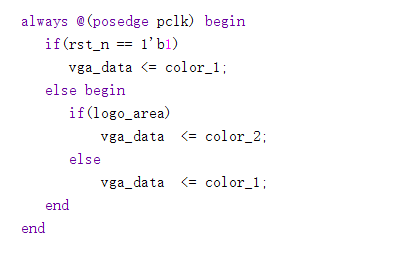 always @(posedge pclk) begin
if(rst_n == 1'b1)
vga_data <= color_1;
else begin
if(logo_area)
vga_data <= color_2;
else
vga_data <= color_1;
end
end